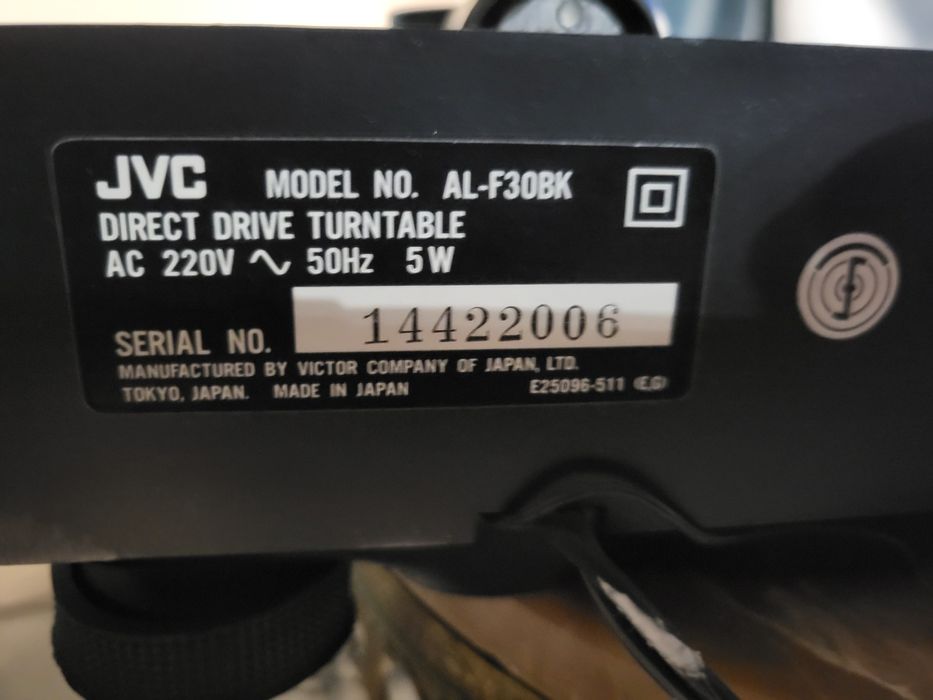 JVC MODEL NO. AL-F30BK
DIRECT DRIVE TURNTABLE
AC 220V ∿ 50Hz 5W
SERIAL NO. 14422006
MANUFACTURED BY VICTOR COMPANY OF JAPAN, LTD.
TOKYO, JAPAN. MADE IN JAPAN E25096-511